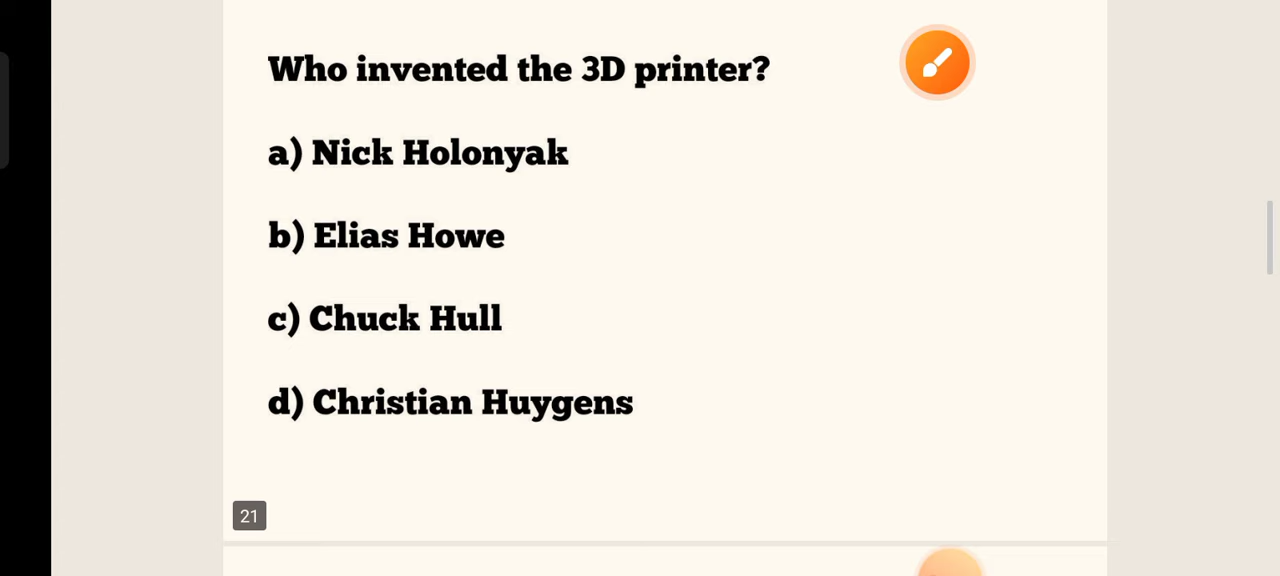 Who invented the 3D printer?
a) Nick Holonyak
b) Elias Howe
c) Chuck Hull
d) Christian Huygens
21